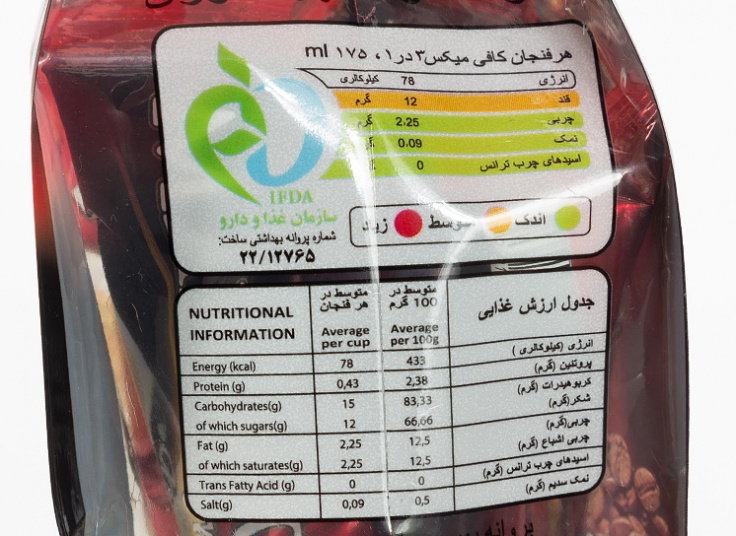 هر فنجان کافی میکس۳ در۱ ، ۱۷۵ ml
انرژی 78 کیلوکالری
قند 12 گرم
چربی 2.25 گرم
نمک 0.09
اسیدهای چرب ترانس 0
اندک متوسط زیاد
IFDA
سازمان غذا و دارو
شماره پروانه بهداشتی ساخت:
۲۲/۱۲۷۶۵
NUTRITIONAL INFORMATION متوسط در هر فنجان Average per cup متوسط در 100 گرم Average per 100g جدول ارزش غذایی
Energy (kcal) 78 433 انرژی (کیلوکالری )
Protein (g) 0,43 2,38 پروتئین (گرم)
Carbohydrates(g) 15 83,33 کربوهیدرات (گرم)
of which sugars(g) 12 66,66 شکر(گرم)
Fat (g) 2,25 12,5 چربی(گرم)
of which saturates(g) 2,25 12,5 چربی اشباع (گرم)
Trans Fatty Acid (g) 0 0 اسیدهای چرب ترانس (گرم)
Salt(g) 0,09 0,5 نمک سدیم (گرم)